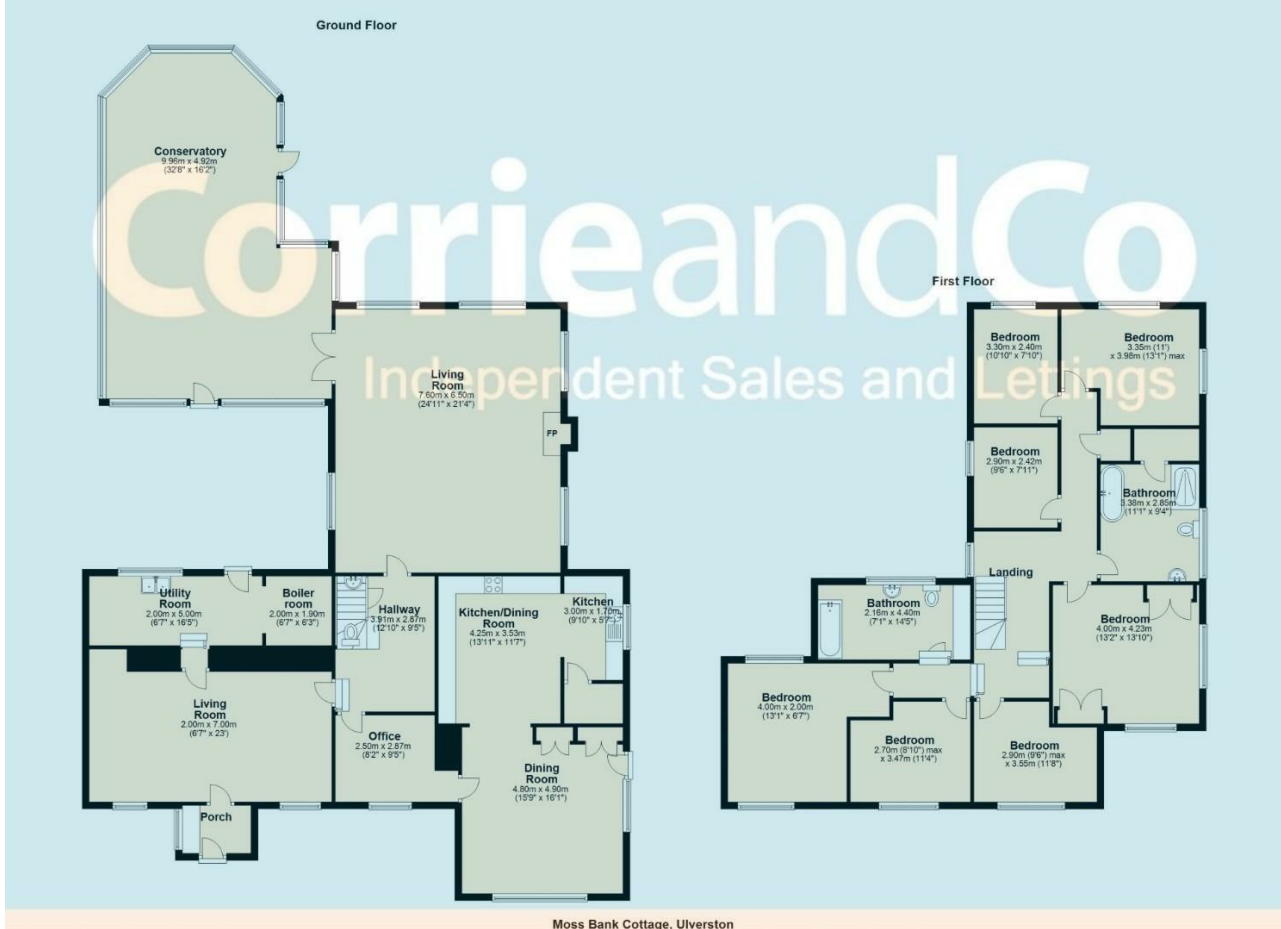 Ground Floor
Conservatory
9.96m x 4.92m
(32'8" x 16'2")
CorrieandCo
Independent Sales and Lettings
Living
Room
7.60m x 6.50m
(24'11" x 21'4")
FP
Utility
Room
2.00m x 5.00m
(6'7" x 16'5")
Boiler
room
2.00m x 1.90m
(6'7" x 6'3")
Hallway
3.91m x 2.87m
(12'10" x 9'5")
Kitchen/Dining
Room
4.25m x 3.53m
(13'11" x 11'7")
Kitchen
3.00m x 1.70m
(9'10" x 5'7")
Living
Room
2.00m x 7.00m
(6'7" x 23')
Office
2.50m x 2.87m
(8'2" x 9'5")
Dining
Room
4.80m x 4.90m
(15'9" x 16'1")
Porch
First Floor
Bedroom
3.30m x 2.40m
(10'10" x 7'10")
Bedroom
3.35m (11')
x 3.98m (13'1") max
Bedroom
2.90m x 2.42m
(9'6" x 7'11")
Bathroom
3.38m x 2.85m
(11'1" x 9'4")
Landing
Bathroom
2.16m x 4.40m
(7'1" x 14'5")
Bedroom
4.00m x 4.23m
(13'2" x 13'10")
Bedroom
4.00m x 2.00m
(13'1" x 6'7")
Bedroom
2.70m (8'10") max
x 3.47m (11'4")
Bedroom
2.90m (9'6") max
x 3.55m (11'8")
Moss Bank Cottage, Ulverston